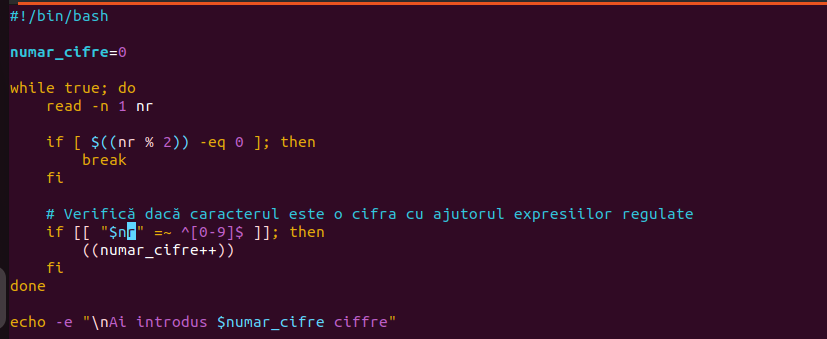 #!/bin/bash
numar_cifre=0
while true; do
read -n 1 nr
if [ $((nr % 2)) -eq 0 ]; then
break
fi
# Verifică dacă caracterul este o cifra cu ajutorul expresiilor regulate
if [[ "$nr" =~ ^[0-9]$ ]]; then
((numar_cifre++))
fi
done
echo -e "\nAi introdus $numar_cifre ciffre"